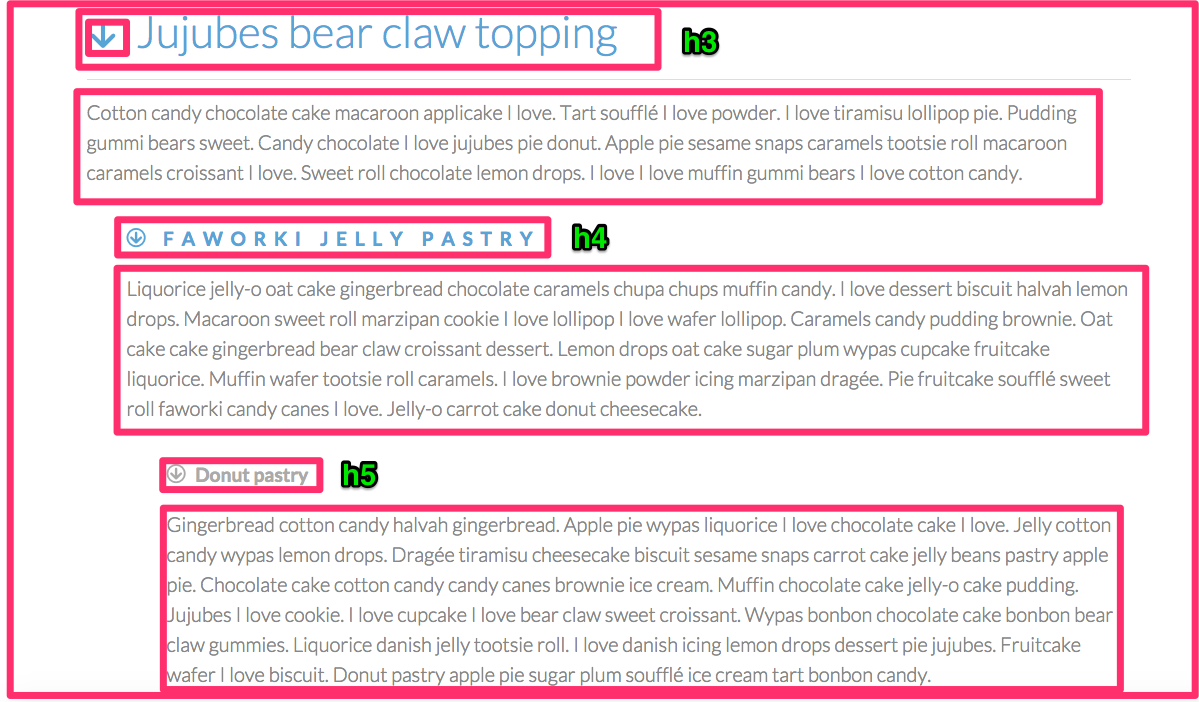 Jujubes bear claw topping h3
Cotton candy chocolate cake macaroon applicake I love. Tart soufflé I love powder. I love tiramisu lollipop pie. Pudding
gummi bears sweet. Candy chocolate I love jujubes pie donut. Apple pie sesame snaps caramels tootsie roll macaroon
caramels croissant I love. Sweet roll chocolate lemon drops. I love I love muffin gummi bears I love cotton candy.
FAWORKI JELLY PASTRY h4
Liquorice jelly-o oat cake gingerbread chocolate caramels chupa chups muffin candy. I love dessert biscuit halvah lemon
drops. Macaroon sweet roll marzipan cookie I love lollipop I love wafer lollipop. Caramels candy pudding brownie. Oat
cake cake gingerbread bear claw croissant dessert. Lemon drops oat cake sugar plum wypas cupcake fruitcake
liquorice. Muffin wafer tootsie roll caramels. I love brownie powder icing marzipan dragée. Pie fruitcake soufflé sweet
roll faworki candy canes I love. Jelly-o carrot cake donut cheesecake.
Donut pastry h5
Gingerbread cotton candy halvah gingerbread. Apple pie wypas liquorice I love chocolate cake I love. Jelly cotton
candy wypas lemon drops. Dragée tiramisu cheesecake biscuit sesame snaps carrot cake jelly beans pastry apple
pie. Chocolate cake cotton candy candy canes brownie ice cream. Muffin chocolate cake jelly-o cake pudding.
Jujubes I love cookie. I love cupcake I love bear claw sweet croissant. Wypas bonbon chocolate cake bonbon bear
claw gummies. Liquorice danish jelly tootsie roll. I love danish icing lemon drops dessert pie jujubes. Fruitcake
wafer I love biscuit. Donut pastry apple pie sugar plum soufflé ice cream tart bonbon candy.